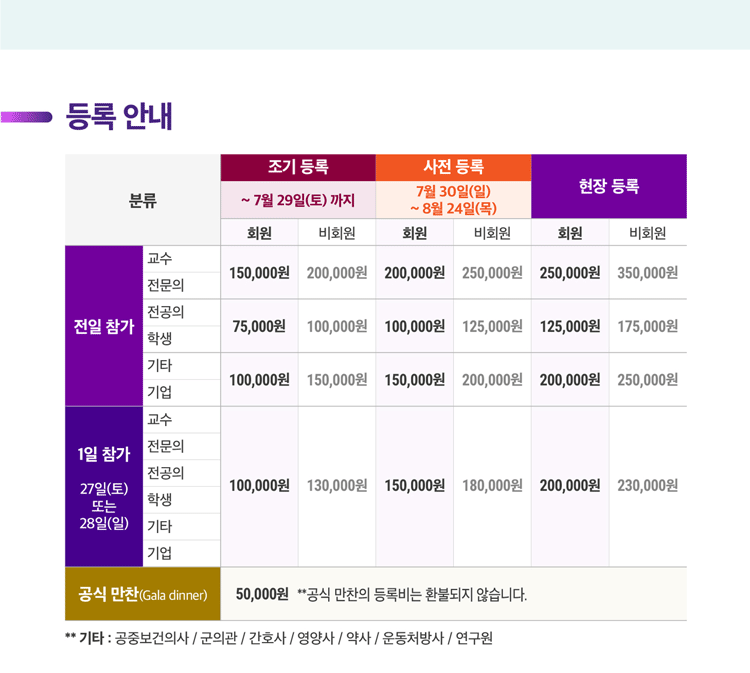 등록 안내
분류
조기 등록
사전 등록
현장 등록
~ 7월 29일(토) 까지
7월 30일(일)
~ 8월 24일(목)
회원
비회원
회원
비회원
회원
비회원
전일 참가
교수
전문의
150,000원
200,000원
200,000원
250,000원
250,000원
350,000원
전공의
학생
75,000원
100,000원
100,000원
125,000원
125,000원
175,000원
기타
기업
100,000원
150,000원
150,000원
200,000원
200,000원
250,000원
1일 참가
27일(토)
또는
28일(일)
교수
전문의
전공의
학생
기타
기업
100,000원
130,000원
150,000원
180,000원
200,000원
230,000원
공식 만찬(Gala dinner)
50,000원 **공식 만찬의 등록비는 환불되지 않습니다.
** 기타 : 공중보건의사 / 군의관 / 간호사 / 영양사 / 약사 / 운동처방사 / 연구원